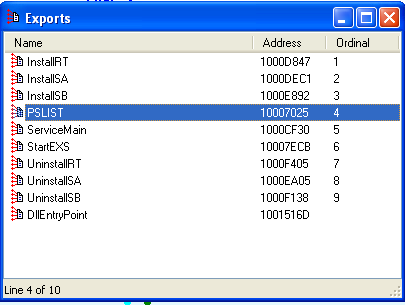 Exports
Name Address Ordinal
InstallRT 1000D847 1
InstallSA 1000DEC1 2
InstallSB 1000E892 3
PSLIST 10007025 4
ServiceMain 1000CF30 5
StartEXS 10007ECB 6
UninstallRT 1000F405 7
UninstallSA 1000EA05 8
UninstallSB 1000F138 9
DllEntryPoint 1001516D
Line 4 of 10